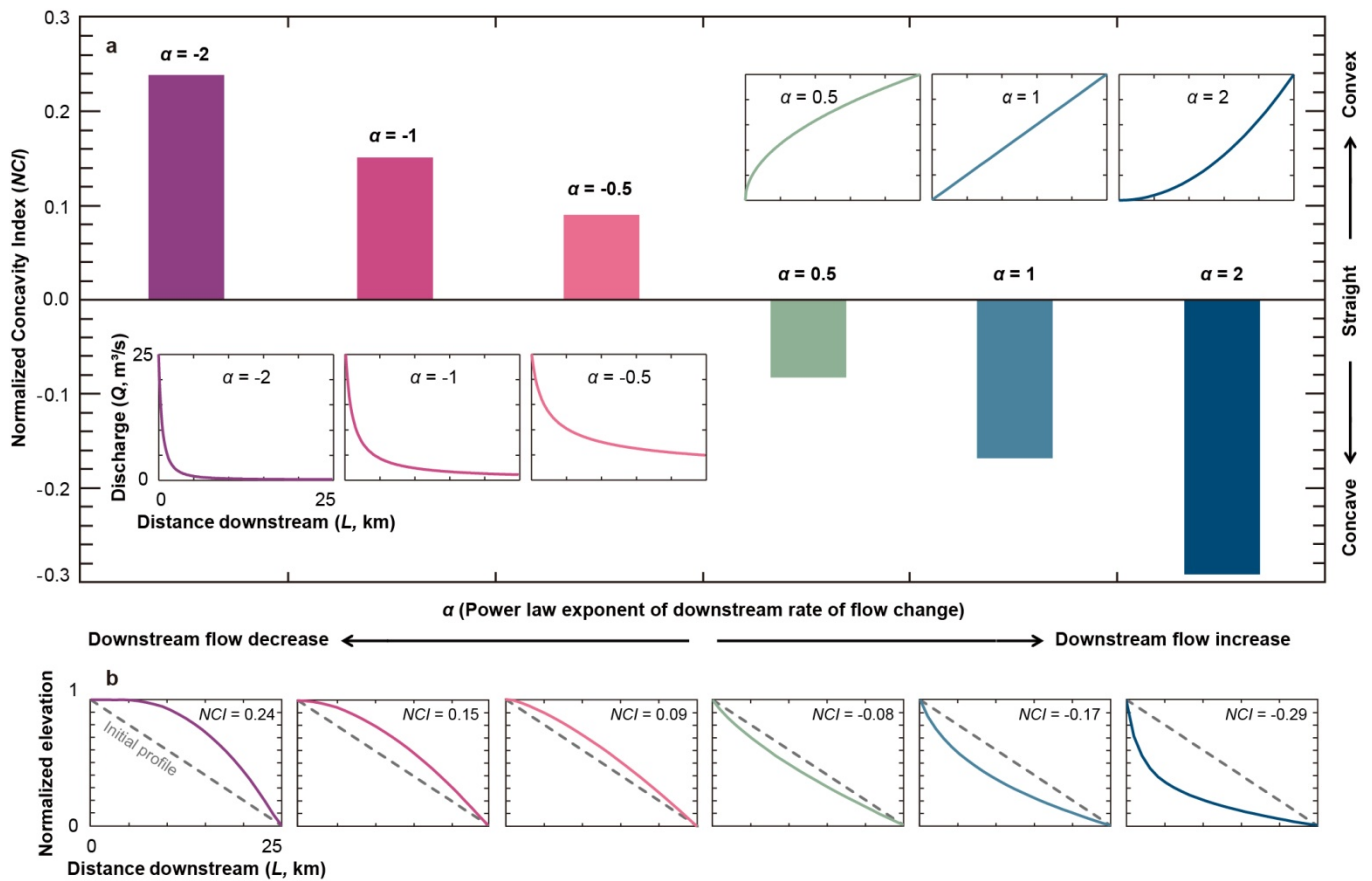 a
Normalized Concavity Index (NCI)
0.3
0.2
0.1
0.0
-0.1
-0.2
-0.3
α = -2
α = -1
α = -0.5
α = 0.5
α = 1
α = 2
α = 0.5
α = 1
α = 2
Convex
Straight
Concave
Discharge (Q, m³/s)
25
0
α = -2
α = -1
α = -0.5
0
25
Distance downstream (L, km)
α (Power law exponent of downstream rate of flow change)
Downstream flow decrease
Downstream flow increase
b
Normalized elevation
1
0
NCI = 0.24
NCI = 0.15
NCI = 0.09
NCI = -0.08
NCI = -0.17
NCI = -0.29
Initial profile
0
25
Distance downstream (L, km)